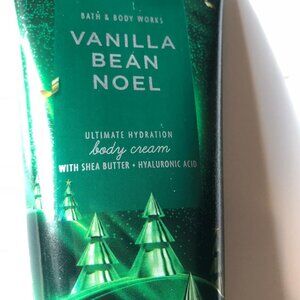 BATH & BODY WORKS
VANILLA
BEAN
NOEL
ULTIMATE HYDRATION
body cream
WITH SHEA BUTTER + HYALURONIC ACID